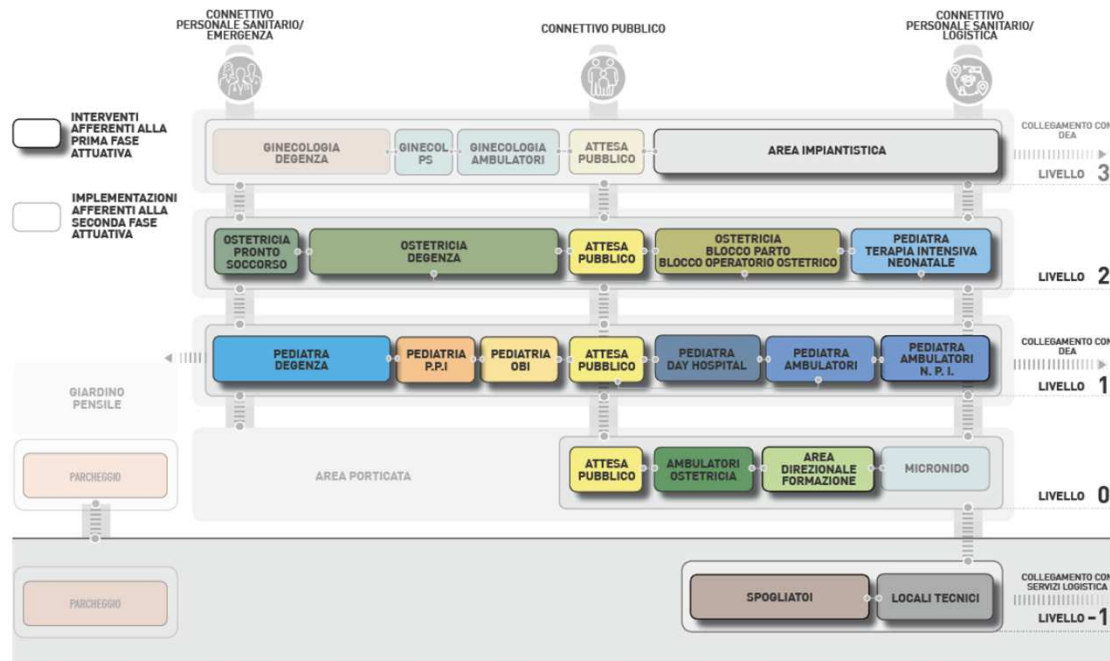 CONNETTIVO
PERSONALE SANITARIO/
EMERGENZA
CONNETTIVO PUBBLICO
CONNETTIVO
PERSONALE SANITARIO/
LOGISTICA
INTERVENTI
AFFERENTI ALLA
PRIMA FASE
ATTUATIVA
IMPLEMENTAZIONI
AFFERENTI ALLA
SECONDA FASE
ATTUATIVA
GINECOLOGIA
DEGENZA
GINECOL
PS
GINECOLOGIA
AMBULATORI
ATTESA
PUBBLICO
AREA IMPIANTISTICA
COLLEGAMENTO CON
DEA
LIVELLO 3
OSTETRICIA
PRONTO
SOCCORSO
OSTETRICIA
DEGENZA
ATTESA
PUBBLICO
OSTETRICIA
BLOCCO PARTO
BLOCCO OPERATORIO OSTETRICO
PEDIATRA
TERAPIA INTENSIVA
NEONATALE
LIVELLO 2
PEDIATRA
DEGENZA
PEDIATRIA
P.P.I
PEDIATRIA
OBI
ATTESA
PUBBLICO
PEDIATRA
DAY HOSPITAL
PEDIATRA
AMBULATORI
PEDIATRA
AMBULATORI
N. P. I.
COLLEGAMENTO CON
DEA
LIVELLO 1
GIARDINO
PENSILE
PARCHEGGIO
AREA PORTICATA
ATTESA
PUBBLICO
AMBULATORI
OSTETRICIA
AREA
DIREZIONALE
FORMAZIONE
MICRONIDO
LIVELLO 0
PARCHEGGIO
SPOGLIATOI
LOCALI TECNICI
COLLEGAMENTO CON
SERVIZI LOGISTICA
LIVELLO -1